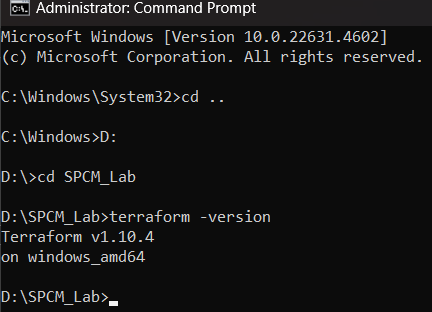 Administrator: Command Prompt
Microsoft Windows [Version 10.0.22631.4602]
(c) Microsoft Corporation. All rights reserved.
C:\Windows\System32>cd ..
C:\Windows>D:
D:\>cd SPCM_Lab
D:\SPCM_Lab>terraform -version
Terraform v1.10.4
on windows_amd64
D:\SPCM_Lab>